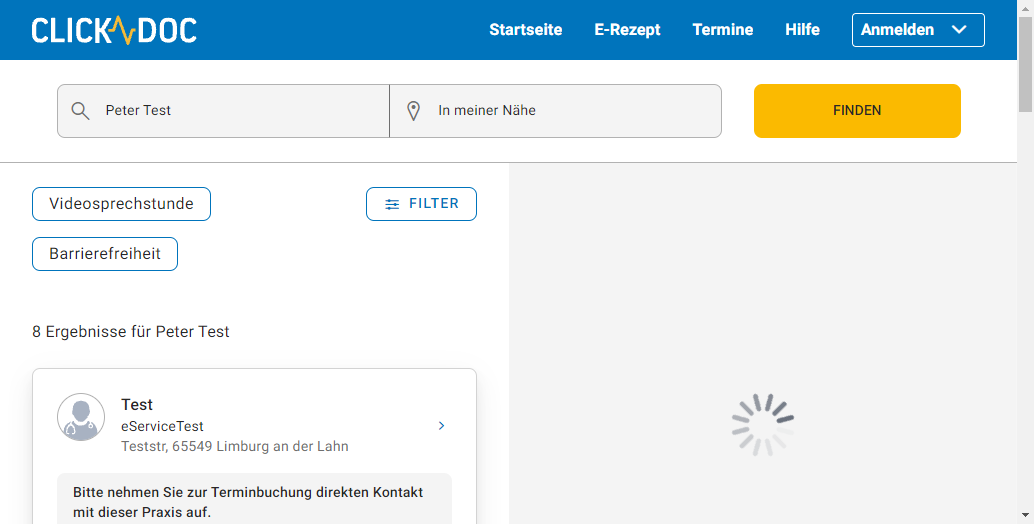 CLICKDOC
Startseite
E-Rezept
Termine
Hilfe
Anmelden
Peter Test
In meiner Nähe
FINDEN
Videosprechstunde
FILTER
Barrierefreiheit
8 Ergebnisse für Peter Test
Test
eServiceTest
Teststr, 65549 Limburg an der Lahn
Bitte nehmen Sie zur Terminbuchung direkten Kontakt
mit dieser Praxis auf.